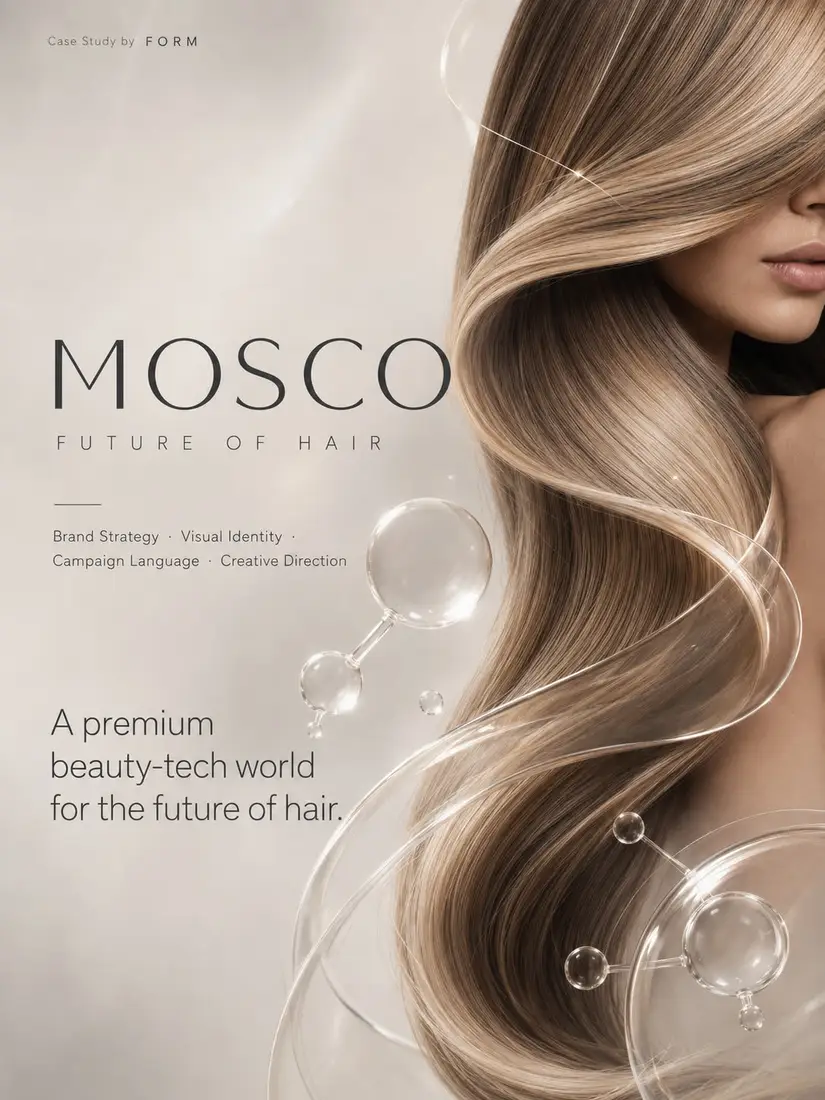 Case Study by FORM
MOSCO
FUTURE OF HAIR
Brand Strategy · Visual Identity ·
Campaign Language · Creative Direction
A premium
beauty-tech world
for the future of hair.